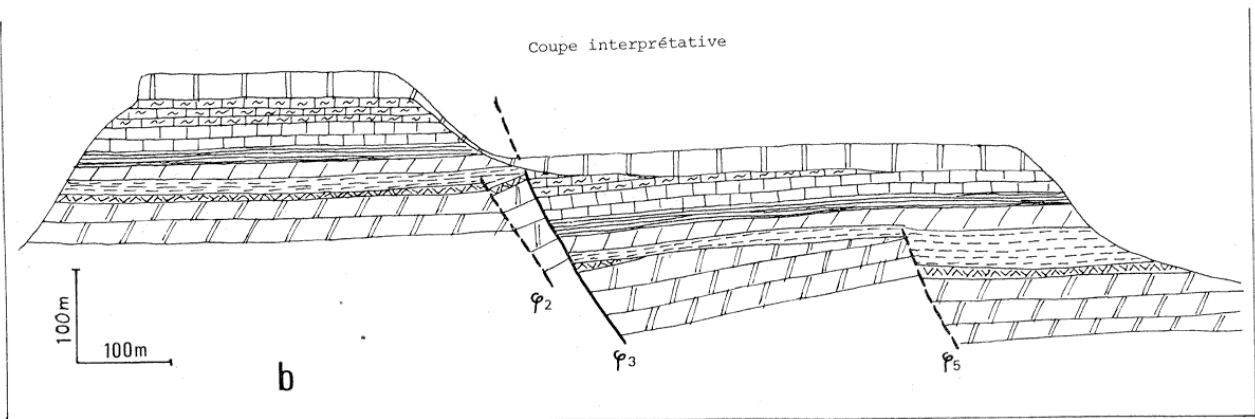 Coupe interprétative
100m
100m
b
φ2
φ3
φ5